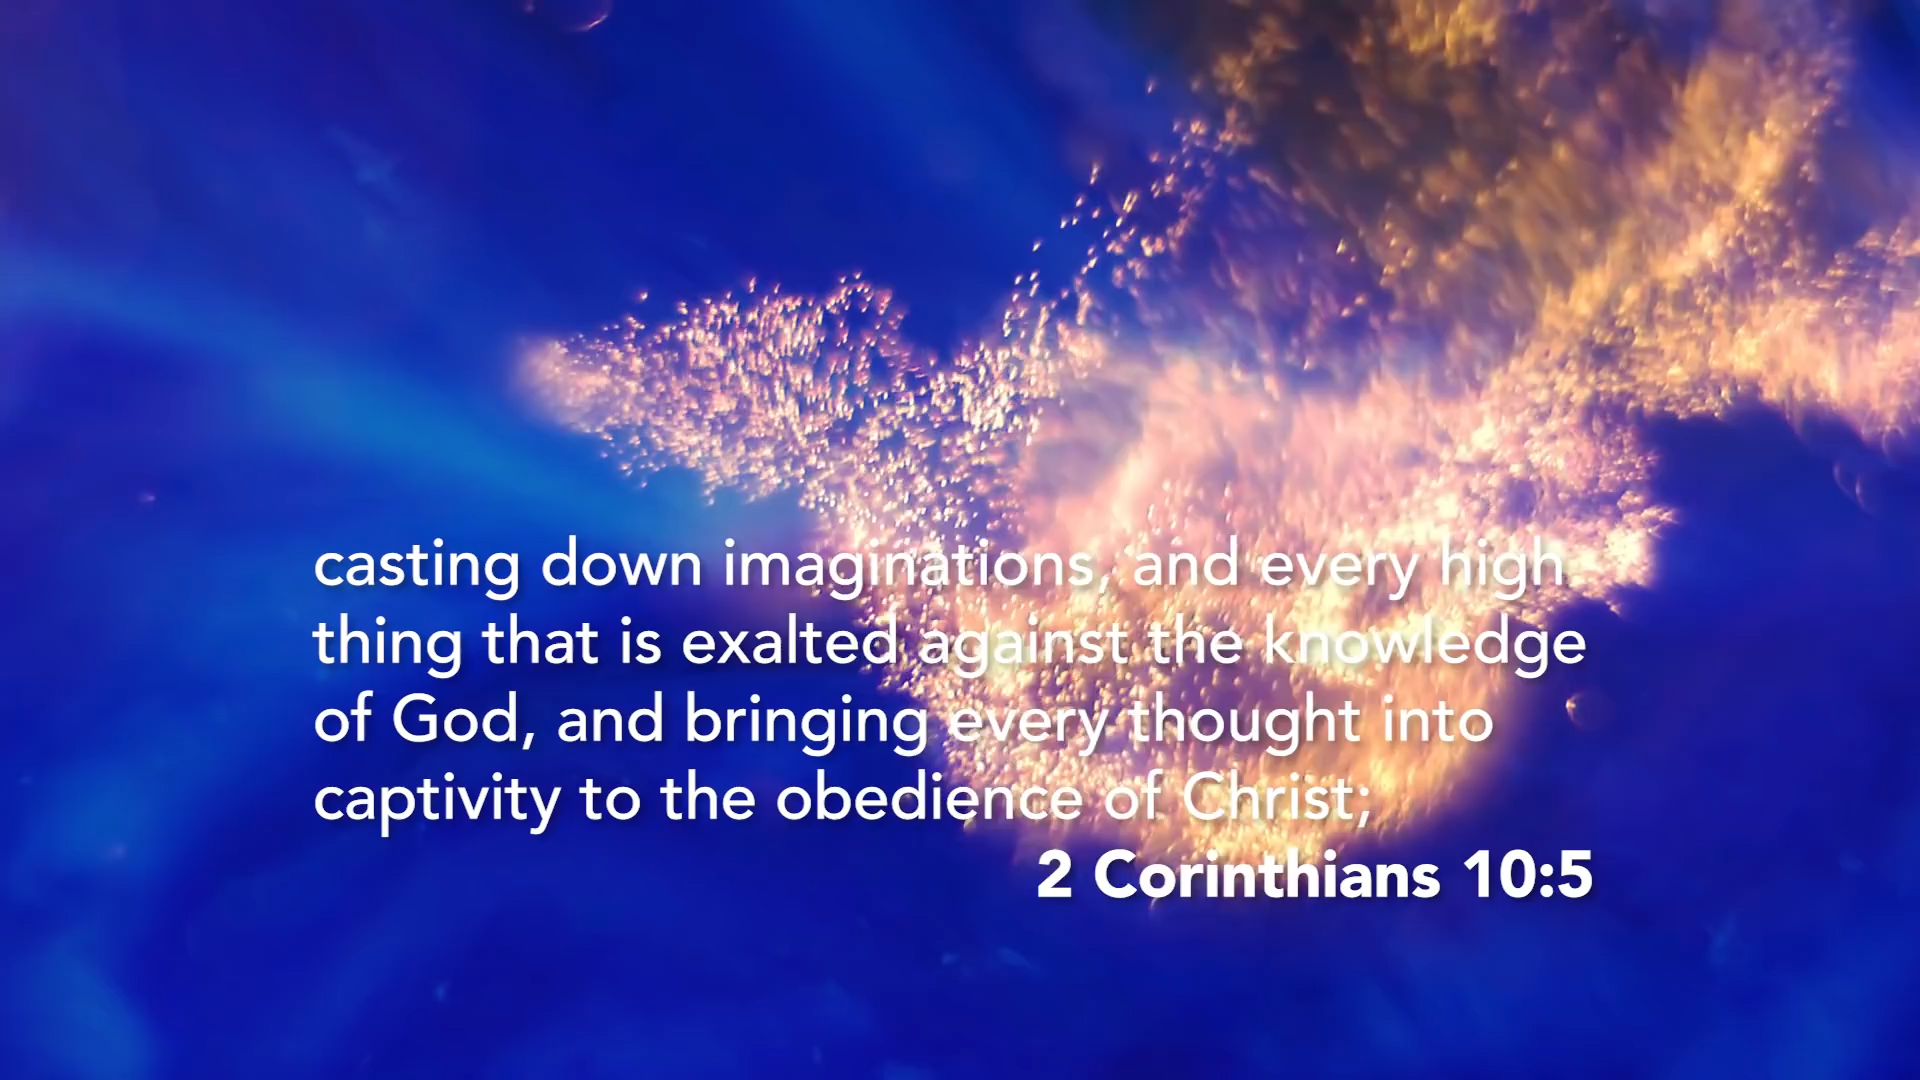 casting down imaginations, and every high
thing that is exalted against the knowledge
of God, and bringing every thought into
captivity to the obedience of Christ;
2 Corinthians 10:5